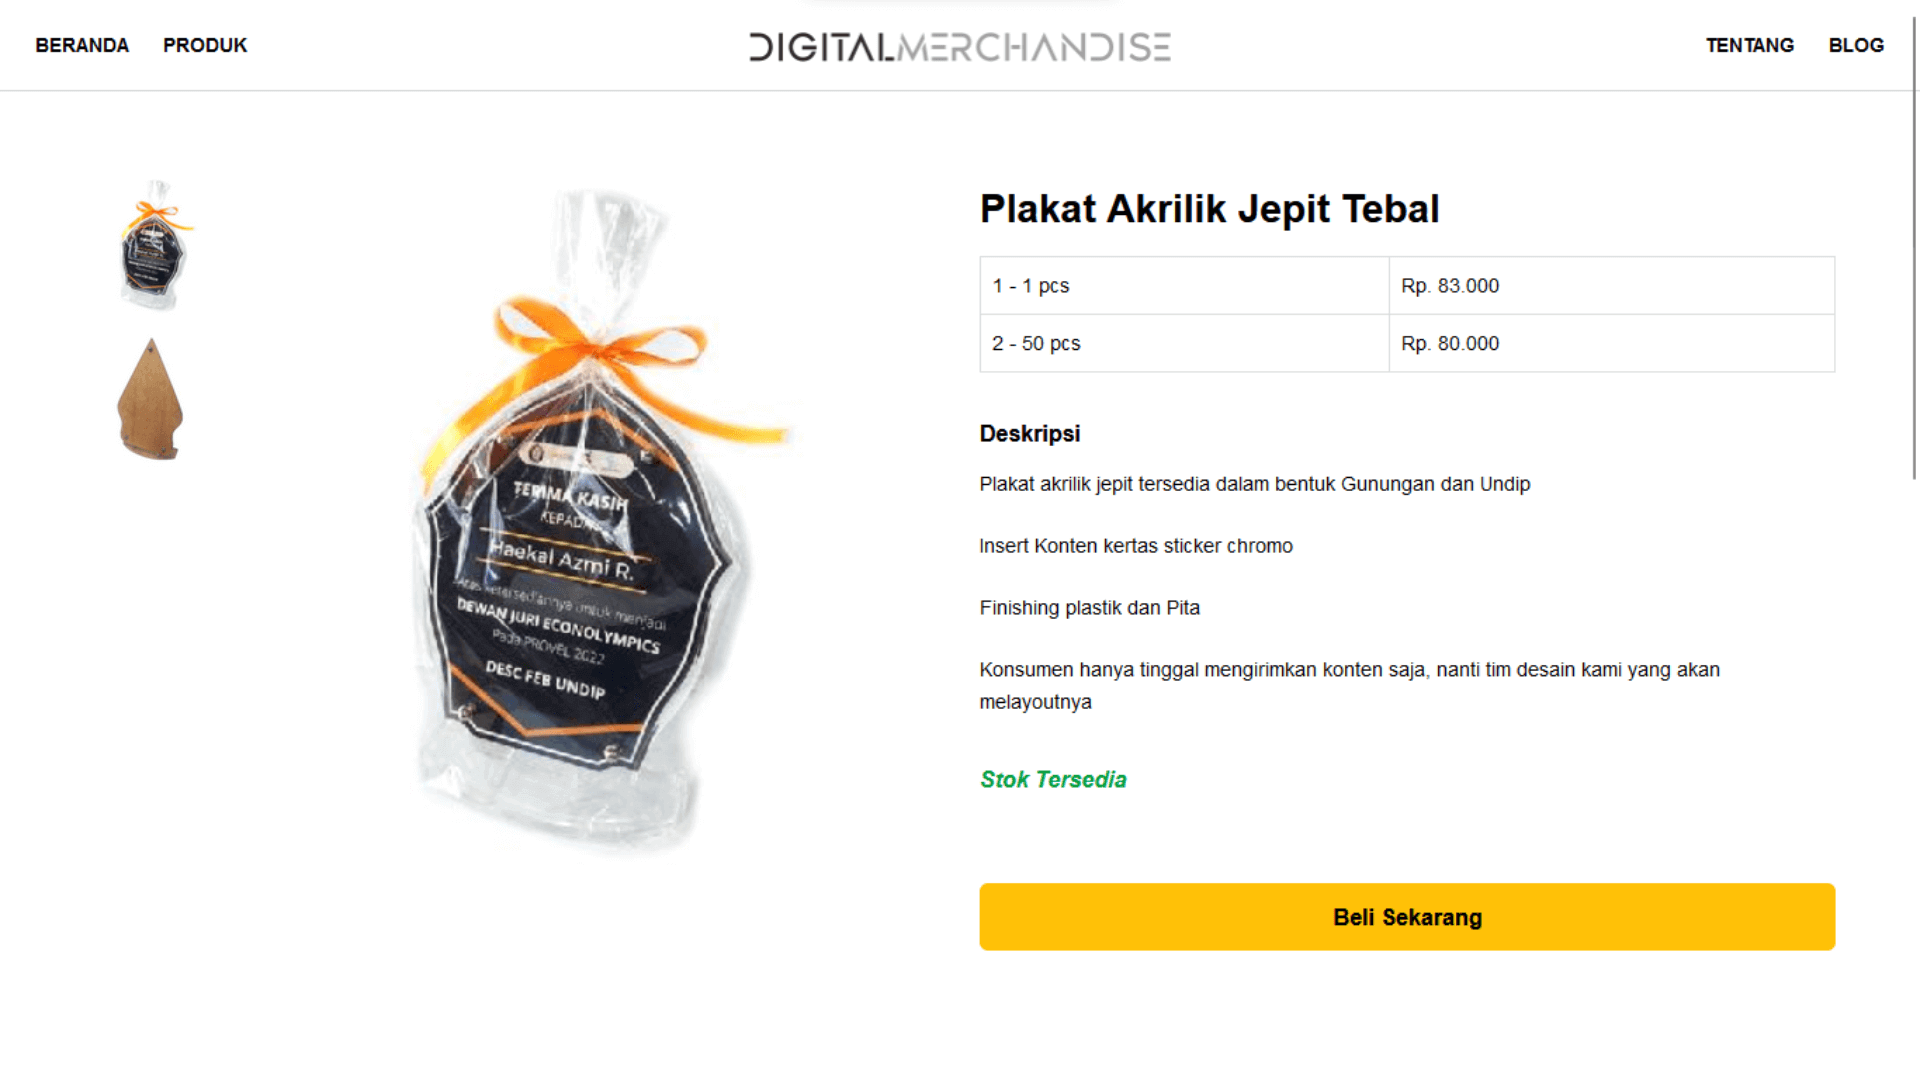 BERANDA PRODUK DIGITALMERCHANDISE TENTANG BLOG
Plakat Akrilik Jepit Tebal
1 - 1 pcs Rp. 83.000
2 - 50 pcs Rp. 80.000
Deskripsi
Plakat akrilik jepit tersedia dalam bentuk Gunungan dan Undip
Insert Konten kertas sticker chromo
Finishing plastik dan Pita
Konsumen hanya tinggal mengirimkan konten saja, nanti tim desain kami yang akan
melayoutnya
Stok Tersedia
Beli Sekarang
TERIMA KASIH
KEPADA
Haekal Azmi R.
Atas ketersediannya untuk menjadi
DEWAN JURI ECONOLYMPICS
Pada PROVEL 2022
DESC FEB UNDIP